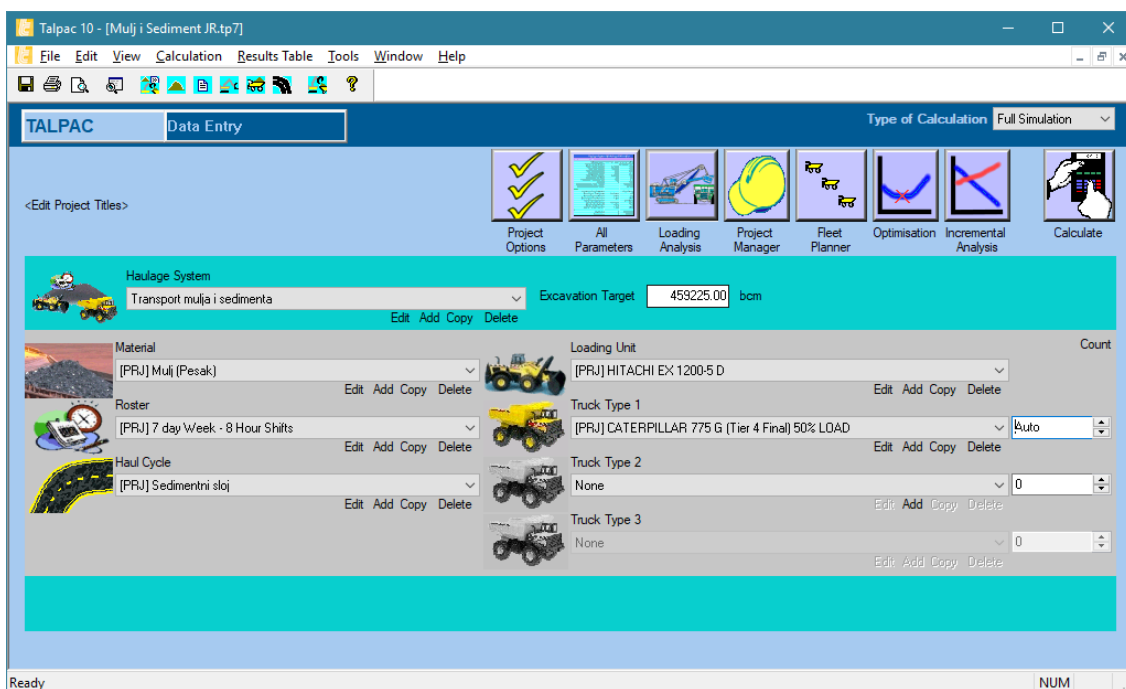 Talpac 10 - [Mulj i Sediment JR.tp7]
File Edit View Calculation Results Table Tools Window Help
TALPAC Data Entry
Type of Calculation Full Simulation
<Edit Project Titles>
Project Options
All Parameters
Loading Analysis
Project Manager
Fleet Planner
Optimisation
Incremental Analysis
Calculate
Haulage System
Transport mulja i sedimenta
Edit Add Copy Delete
Excavation Target 459225.00 bcm
Material
[PRJ] Mulj (Pesak)
Edit Add Copy Delete
Roster
[PRJ] 7 day Week - 8 Hour Shifts
Edit Add Copy Delete
Haul Cycle
[PRJ] Sedimentni sloj
Edit Add Copy Delete
Loading Unit
Count
[PRJ] HITACHI EX 1200-5 D
Edit Add Copy Delete
Truck Type 1
[PRJ] CATERPILLAR 775 G (Tier 4 Final) 50% LOAD
Auto
Edit Add Copy Delete
Truck Type 2
None
0
Edit Add Copy Delete
Truck Type 3
None
0
Edit Add Copy Delete
Ready
NUM